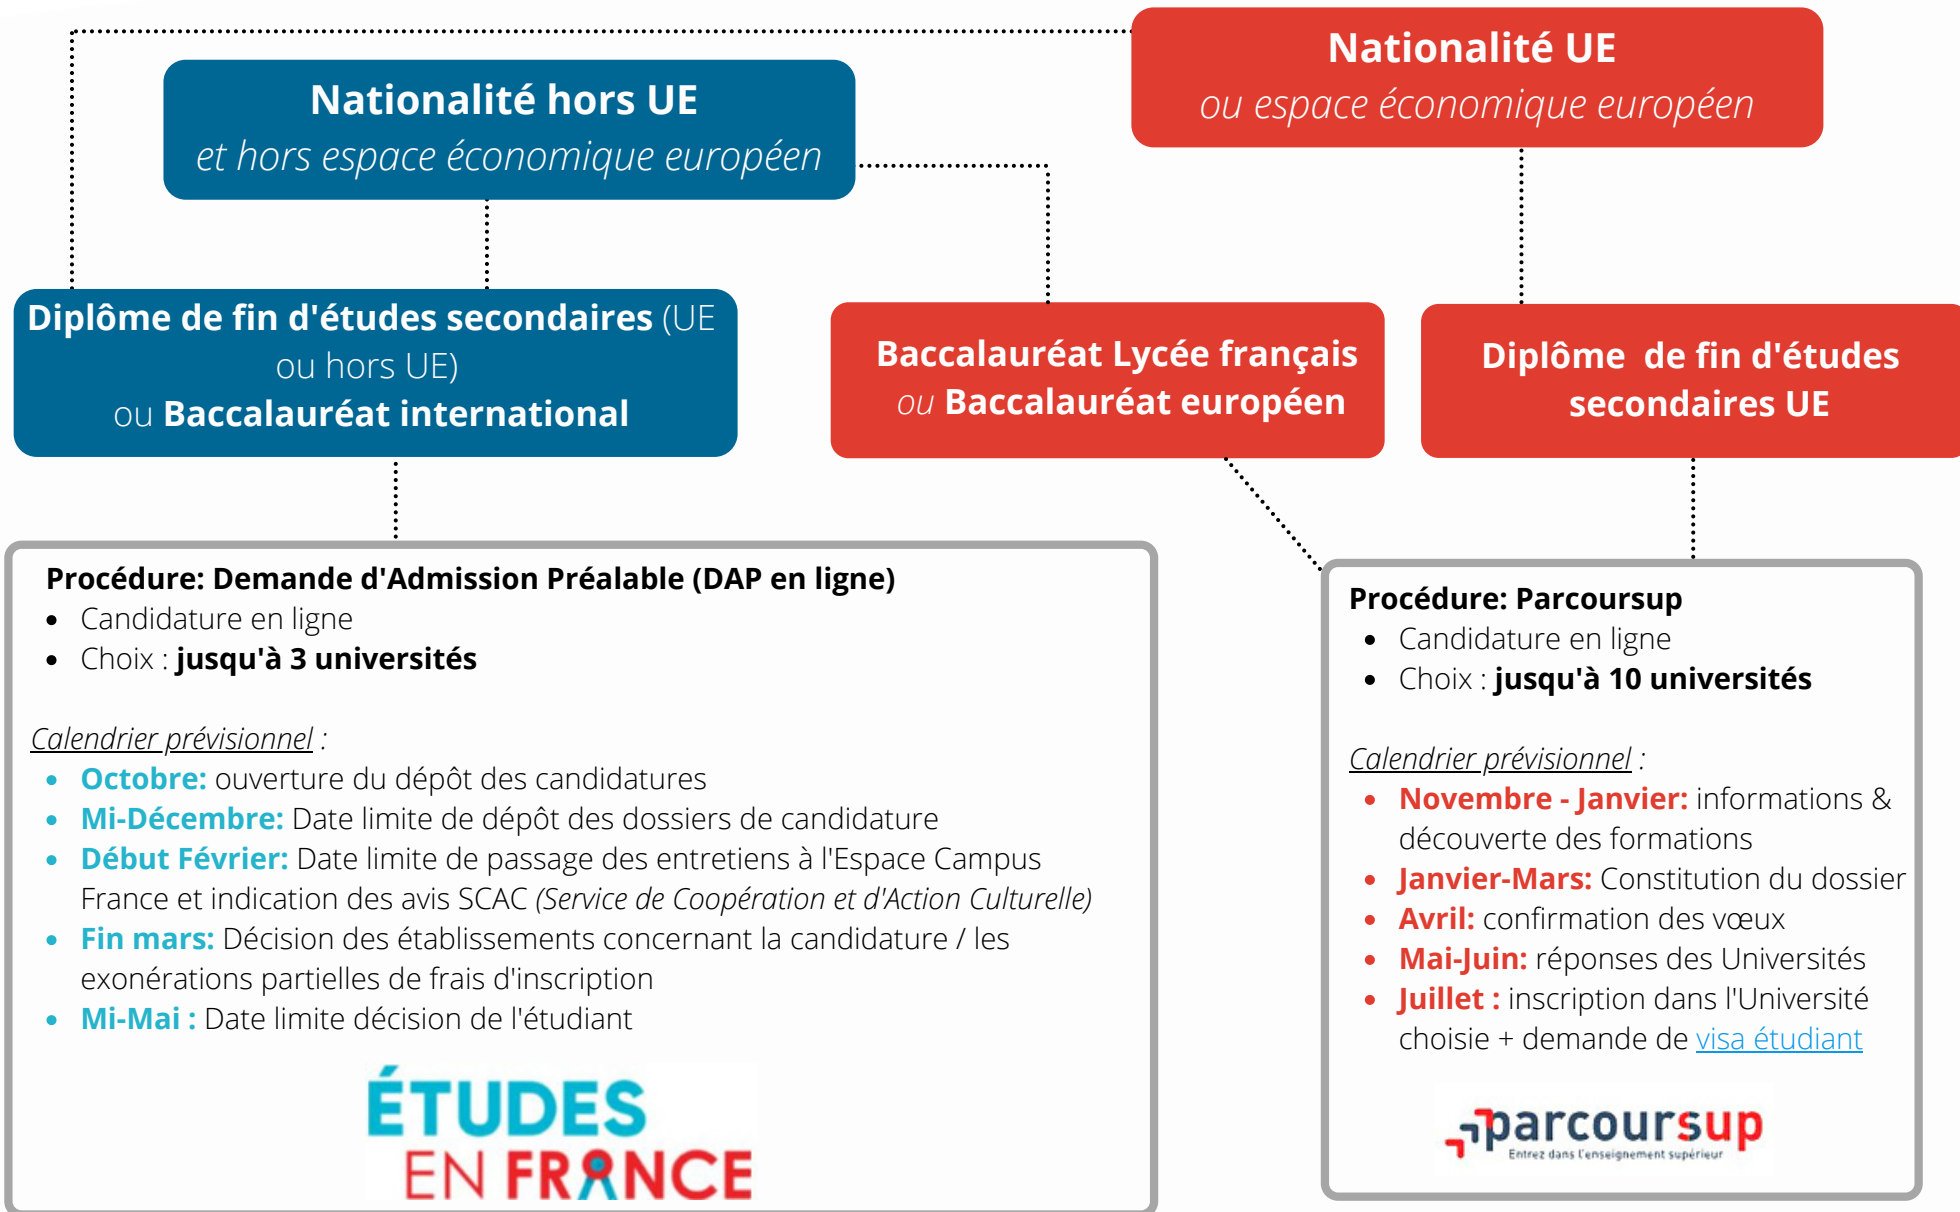 Nationalité UE
ou espace économique européen
Nationalité hors UE
et hors espace économique européen
Diplôme de fin d'études secondaires (UE
ou hors UE)
ou Baccalauréat international
Baccalauréat Lycée français
ou Baccalauréat européen
Diplôme de fin d'études
secondaires UE
Procédure: Demande d'Admission Préalable (DAP en ligne)
• Candidature en ligne
• Choix : jusqu'à 3 universités
Calendrier prévisionnel :
• Octobre: ouverture du dépôt des candidatures
• Mi-Décembre: Date limite de dépôt des dossiers de candidature
• Début Février: Date limite de passage des entretiens à l'Espace Campus
France et indication des avis SCAC (Service de Coopération et d'Action Culturelle)
• Fin mars: Décision des établissements concernant la candidature / les
exonérations partielles de frais d'inscription
• Mi-Mai : Date limite décision de l'étudiant
ÉTUDES
EN FRANCE
Procédure: Parcoursup
• Candidature en ligne
• Choix : jusqu'à 10 universités
Calendrier prévisionnel :
• Novembre - Janvier: informations &
découverte des formations
• Janvier-Mars: Constitution du dossier
• Avril: confirmation des vœux
• Mai-Juin: réponses des Universités
• Juillet : inscription dans l'Université
choisie + demande de visa étudiant
parcoursup
Entrez dans l'enseignement supérieur